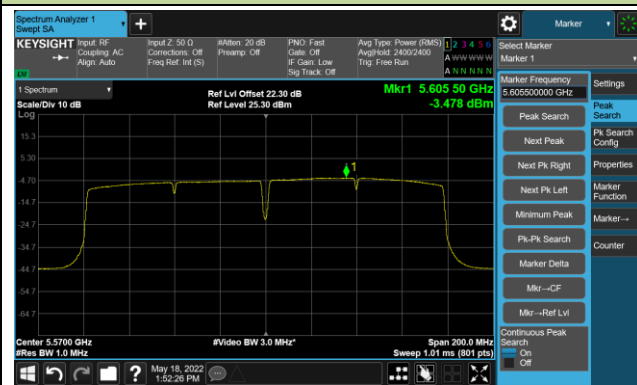 Spectrum Analyzer 1
Swept SA
Marker
KEYSIGHT
Input: RF
Coupling: AC
Align: Auto
Input Z: 50 Ω
Corrections: Off
Freq Ref: Int (S)
#Atten: 20 dB
Preamp: Off
PNO: Fast
Gate: Off
IF Gain: Low
Sig Track: Off
Avg Type: Power (RMS)
Avg|Hold: 2400/2400
Trig: Free Run
1 2 3 4 5 6
A W W W W W
A N N N N N
Select Marker
Marker 1
1 Spectrum
Scale/Div 10 dB
Log
Ref Lvl Offset 22.30 dB
Ref Level 25.30 dBm
Mkr1 5.605 50 GHz
-3.478 dBm
15.3
5.30
-4.70
-14.7
-24.7
-34.7
-44.7
-54.7
-64.7
1
Center 5.5700 GHz
#Res BW 1.0 MHz
#Video BW 3.0 MHz*
Span 200.0 MHz
Sweep 1.01 ms (801 pts)
Marker Frequency
5.605500000 GHz
Peak Search
Next Peak
Next Pk Right
Next Pk Left
Minimum Peak
Pk-Pk Search
Marker Delta
Mkr→CF
Mkr→Ref Lvl
Continuous Peak
Search
On
Off
Settings
Peak
Search
Pk Search
Config
Properties
Marker
Function
Marker→
Counter
May 18, 2022
1:52:26 PM